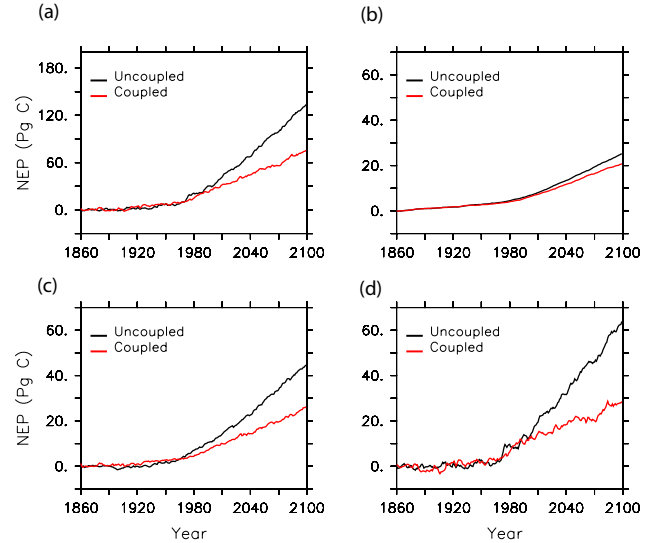 (a)
(b)
180.
120.
60.
0.
NEP (Pg C)
Uncoupled
Coupled
1860 1920 1980 2040 2100
60.
40.
20.
0.
Uncoupled
Coupled
1860 1920 1980 2040 2100
(c)
(d)
60.
40.
20.
0.
NEP (Pg C)
Uncoupled
Coupled
1860 1920 1980 2040 2100
Year
60.
40.
20.
0.
Uncoupled
Coupled
1860 1920 1980 2040 2100
Year